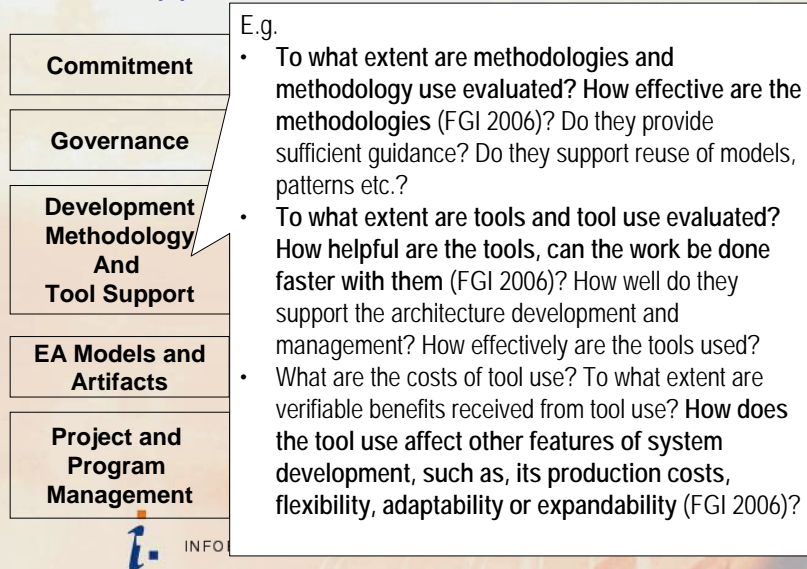 Commitment
Governance
Development
Methodology
And
Tool Support
EA Models and
Artifacts
Project and
Program
Management
E.g.
• To what extent are methodologies and
methodology use evaluated? How effective are the
methodologies (FGI 2006)? Do they provide
sufficient guidance? Do they support reuse of models,
patterns etc.?
• To what extent are tools and tool use evaluated?
How helpful are the tools, can the work be done
faster with them (FGI 2006)? How well do they
support the architecture development and
management? How effectively are the tools used?
• What are the costs of tool use? To what extent are
verifiable benefits received from tool use? How does
the tool use affect other features of system
development, such as, its production costs,
flexibility, adaptability or expandability (FGI 2006)?